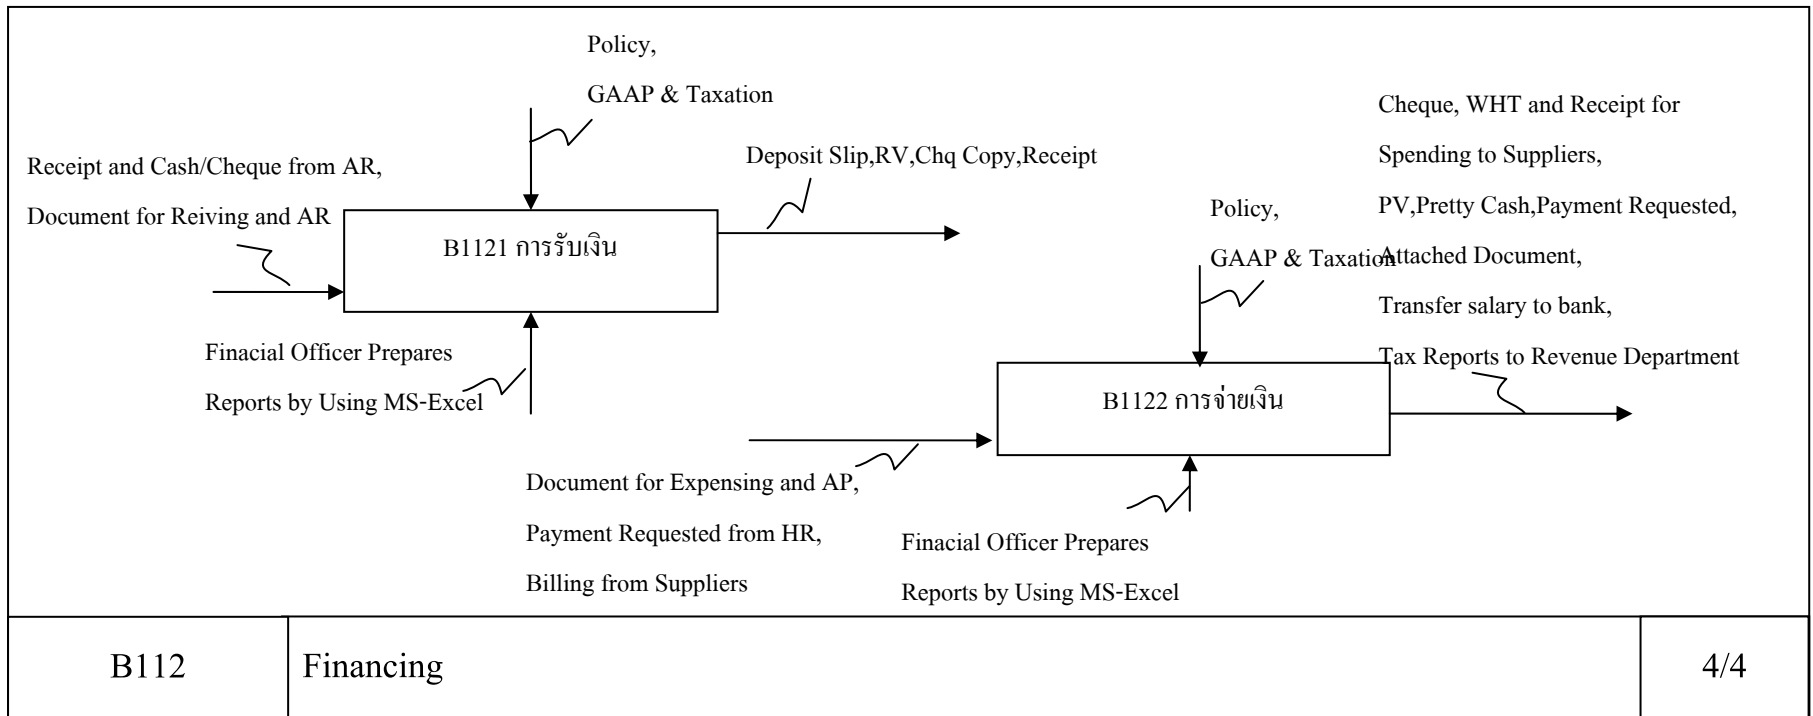 Policy,
GAAP & Taxation
Receipt and Cash/Cheque from AR,
Document for Reiving and AR
Deposit Slip,RV,Chq Copy,Receipt
B1121 การรับเงิน
Finacial Officer Prepares
Reports by Using MS-Excel
Policy,
GAAP & Taxation
Cheque, WHT and Receipt for
Spending to Suppliers,
PV,Pretty Cash,Payment Requested,
Attached Document,
Transfer salary to bank,
Tax Reports to Revenue Department
B1122 การจ่ายเงิน
Document for Expensing and AP,
Payment Requested from HR,
Billing from Suppliers
Finacial Officer Prepares
Reports by Using MS-Excel
B112
Financing
4/4